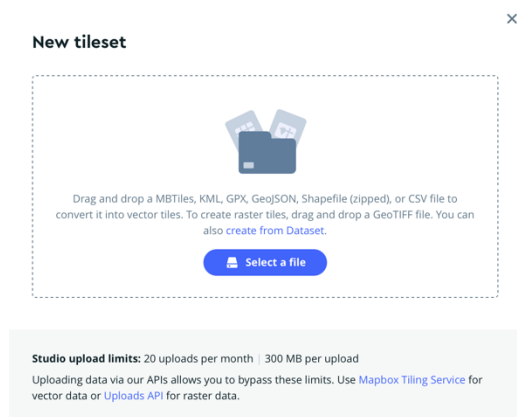 New tileset
Drag and drop a MBTiles, KML, GPX, GeoJSON, Shapefile (zipped), or CSV file to
convert it into vector tiles. To create raster tiles, drag and drop a GeoTIFF file. You can
also create from Dataset.
Select a file
Studio upload limits: 20 uploads per month | 300 MB per upload
Uploading data via our APIs allows you to bypass these limits. Use Mapbox Tiling Service for
vector data or Uploads API for raster data.